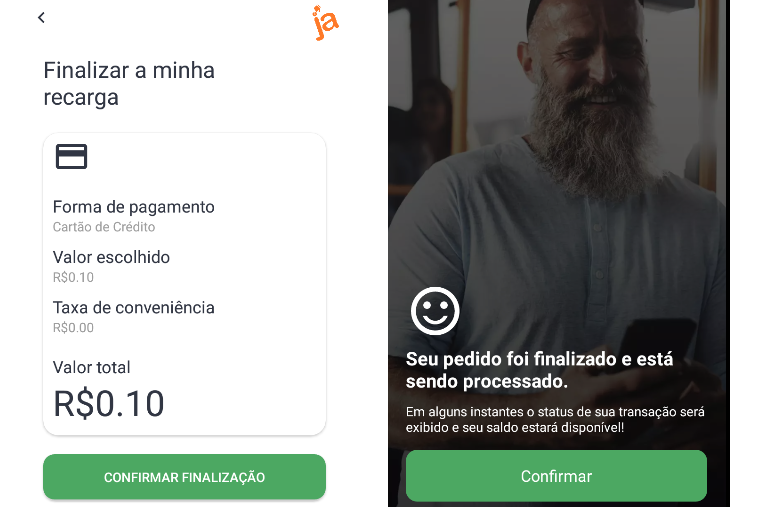 ja
Finalizar a minha
recarga
Forma de pagamento
Cartão de Crédito
Valor escolhido
R$0.10
Taxa de conveniência
R$0.00
Valor total
R$0.10
CONFIRMAR FINALIZAÇÃO
Seu pedido foi finalizado e está
sendo processado.
Em alguns instantes o status de sua transação será
exibido e seu saldo estará disponível!
Confirmar